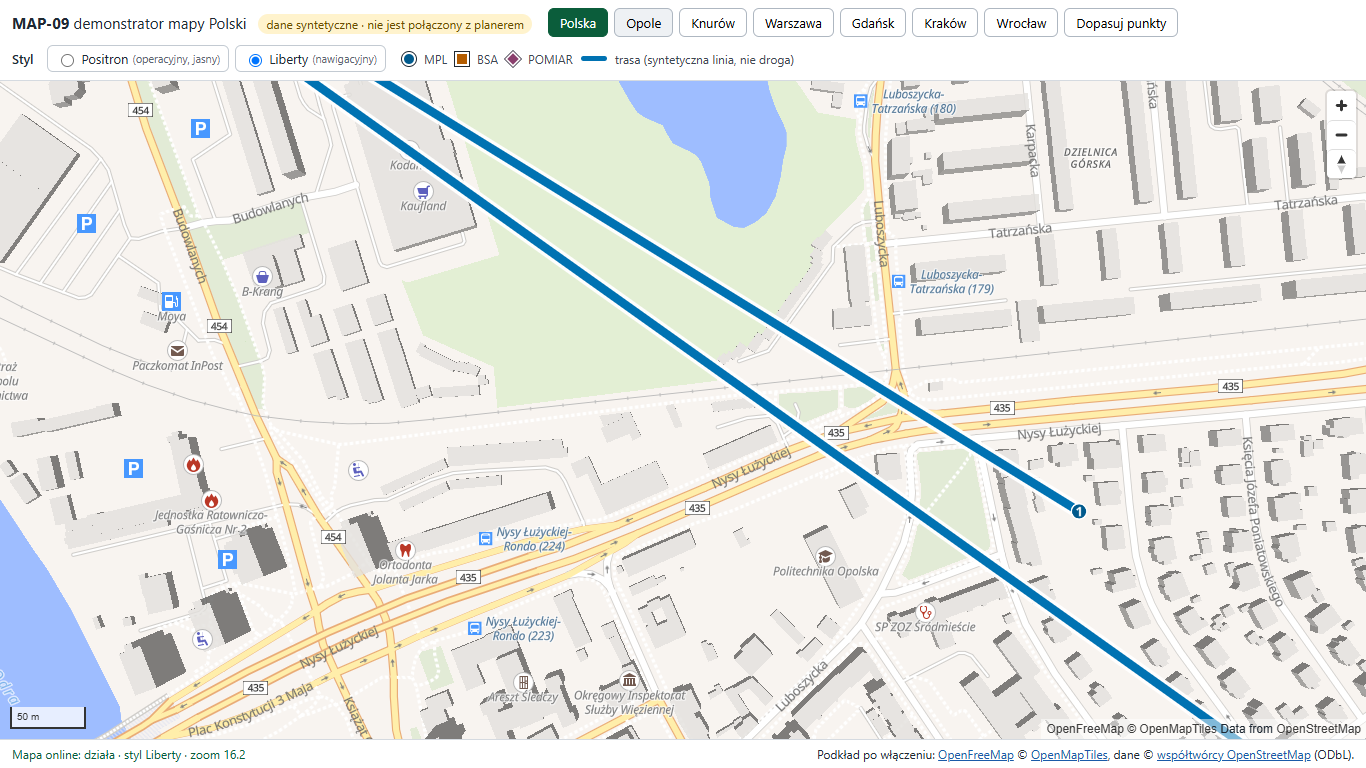 MAP-09 demonstrator mapy Polski
dane syntetyczne · nie jest połączony z planerem
Polska
Opole
Knurów
Warszawa
Gdańsk
Kraków
Wrocław
Dopasuj punkty
Styl
Positron (operacyjny, jasny)
Liberty (nawigacyjny)
MPL
BSA
POMIAR
trasa (syntetyczna linia, nie droga)
454
P
Luboszycka-
Tatrzańska (180)
Karpacka
DZIELNICA
GÓRSKA
Kaufland
Budowlanych
Budowlanych
P
Luboszycka
Tatrzańska
Tatrzańska
B-Krang
Moya
Luboszycka-
Tatrzańska (179)
454
Paczkomat InPost
435
435
435
Nysy Łużyckiej
Nysy Łużyckiej
P
Jednostka Ratowniczo-
Gaśnicza Nr 2
435
1
Księcia Józefa Poniatowskiego
454
Nysy Łużyckiej-
Rondo (224)
P
Ortodonta
Jolanta Jarka
435
Politechnika Opolska
SP ZOZ Śródmieście
Nysy Łużyckiej-
Rondo (223)
Nysy Łużyckiej
435
Plac Konstytucji 3 Maja
Areszt Śledczy
Okręgowy Inspektorat
Służby Więziennej
Luboszycka
Odra
50 m
OpenFreeMap © OpenMapTiles Data from OpenStreetMap
Mapa online: działa · styl Liberty · zoom 16.2
Podkład po włączeniu: OpenFreeMap © OpenMapTiles, dane © współtwórcy OpenStreetMap (ODbL).